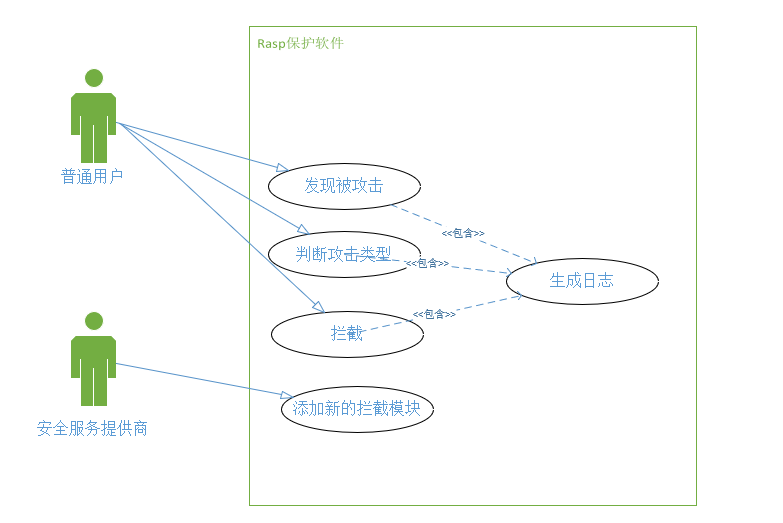 Rasp保护软件
普通用户
发现被攻击
<<包含>>
判断攻击类型
<<包含>>
生成日志
<<包含>>
拦截
添加新的拦截模块
安全服务提供商